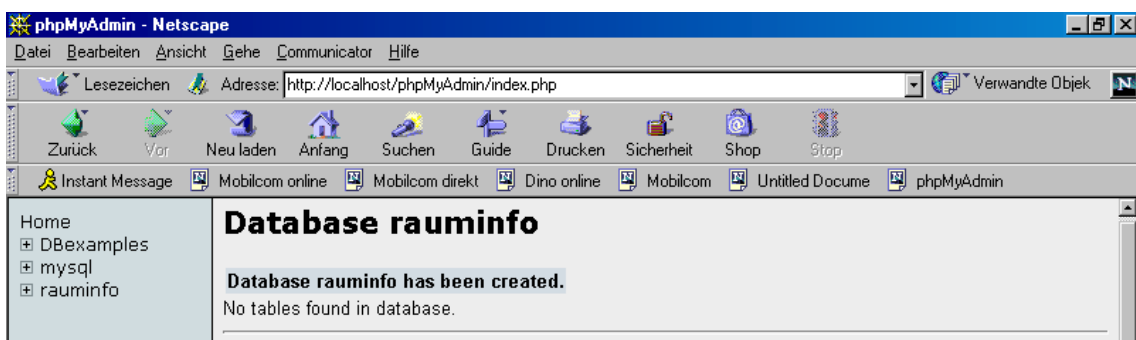 phpMyAdmin - Netscape
Datei Bearbeiten Ansicht Gehe Communicator Hilfe
Lesezeichen Adresse: http://localhost/phpMyAdmin/index.php Verwandte Objek N
Zurück Vor Neu laden Anfang Suchen Guide Drucken Sicherheit Shop Stop
Instant Message Mobilcom online Mobilcom direkt Dino online Mobilcom Untitled Docume phpMyAdmin
Home
DBexamples
mysql
rauminfo
Database rauminfo
Database rauminfo has been created.
No tables found in database.